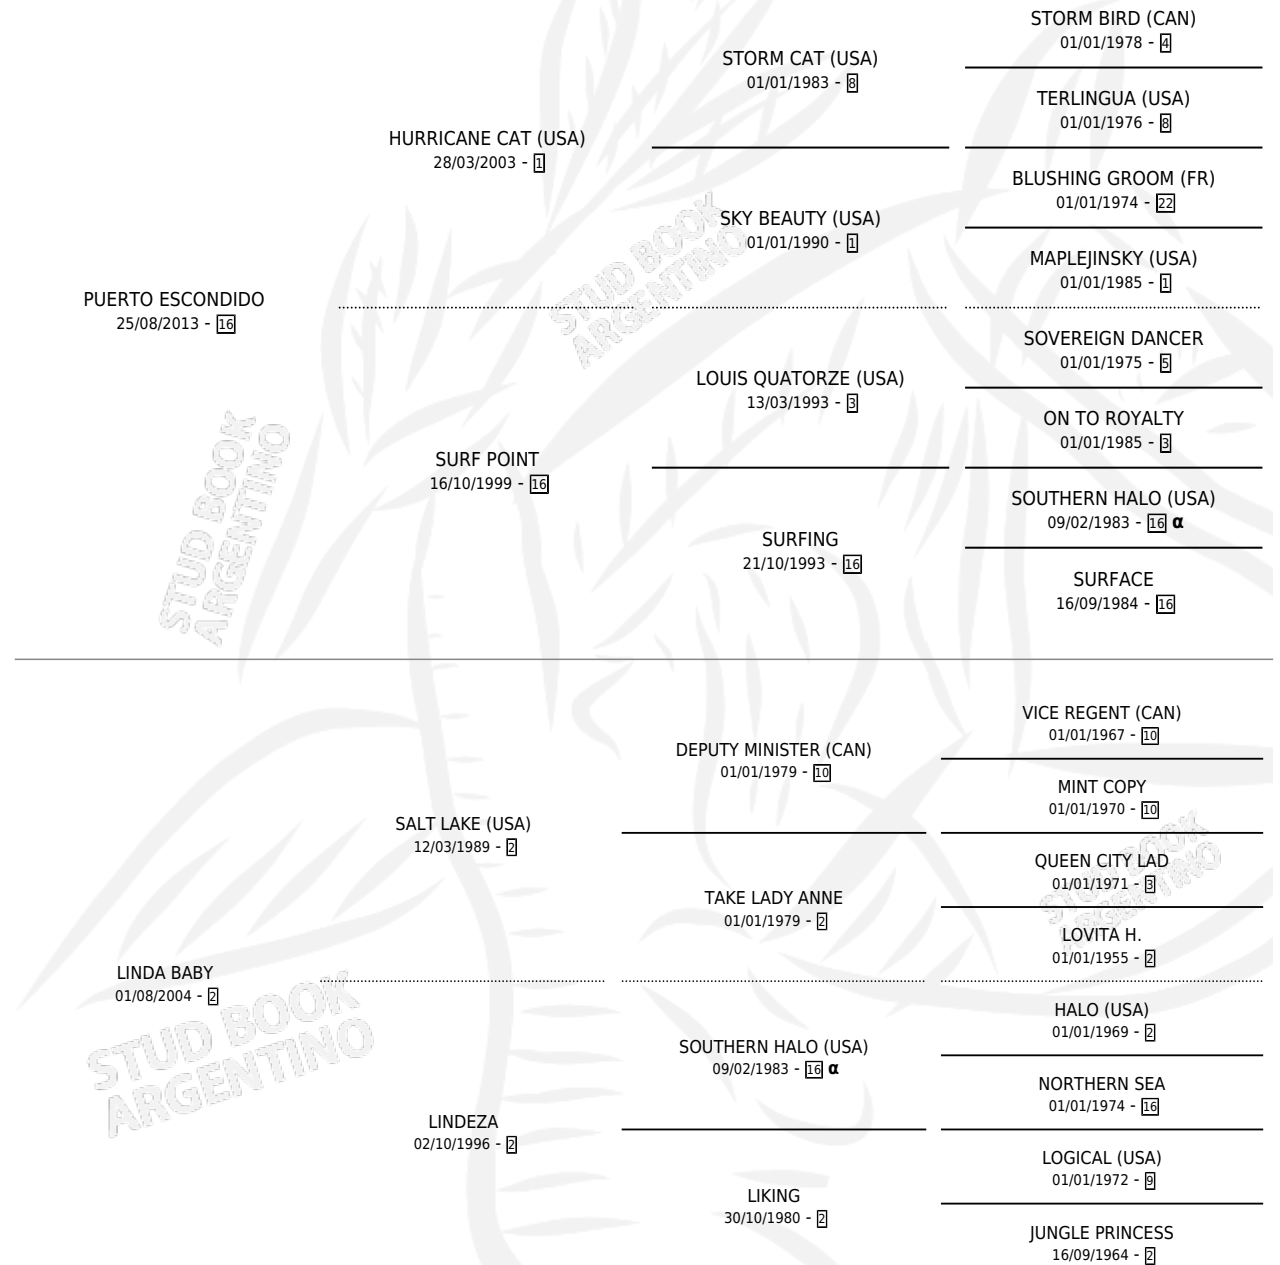 STORM BIRD (CAN)
01/01/1978 - 4
STORM CAT (USA)
01/01/1983 - 8
TERLINGUA (USA)
01/01/1976 - 8
HURRICANE CAT (USA)
28/03/2003 - 1
BLUSHING GROOM (FR)
01/01/1974 - 22
SKY BEAUTY (USA)
01/01/1990 - 1
MAPLEJINSKY (USA)
01/01/1985 - 1
PUERTO ESCONDIDO
25/08/2013 - 16
SOVEREIGN DANCER
01/01/1975 - 5
LOUIS QUATORZE (USA)
13/03/1993 - 3
ON TO ROYALTY
01/01/1985 - 3
SURF POINT
16/10/1999 - 16
SOUTHERN HALO (USA)
09/02/1983 - 16 α
SURFING
21/10/1993 - 16
SURFACE
16/09/1984 - 16
VICE REGENT (CAN)
01/01/1967 - 10
DEPUTY MINISTER (CAN)
01/01/1979 - 10
MINT COPY
01/01/1970 - 10
SALT LAKE (USA)
12/03/1989 - 2
QUEEN CITY LAD
01/01/1971 - 3
TAKE LADY ANNE
01/01/1979 - 2
LOVITA H.
01/01/1955 - 2
LINDA BABY
01/08/2004 - 2
HALO (USA)
01/01/1969 - 2
SOUTHERN HALO (USA)
09/02/1983 - 16 α
NORTHERN SEA
01/01/1974 - 16
LINDEZA
02/10/1996 - 2
LOGICAL (USA)
01/01/1972 - 9
LIKING
30/10/1980 - 2
JUNGLE PRINCESS
16/09/1964 - 2
STUD BOOK
ARGENTINO
STUD BOOK
ARGENTINO
STUD BOOK
ARGENTINO
STUD BOOK
ARGENTINO